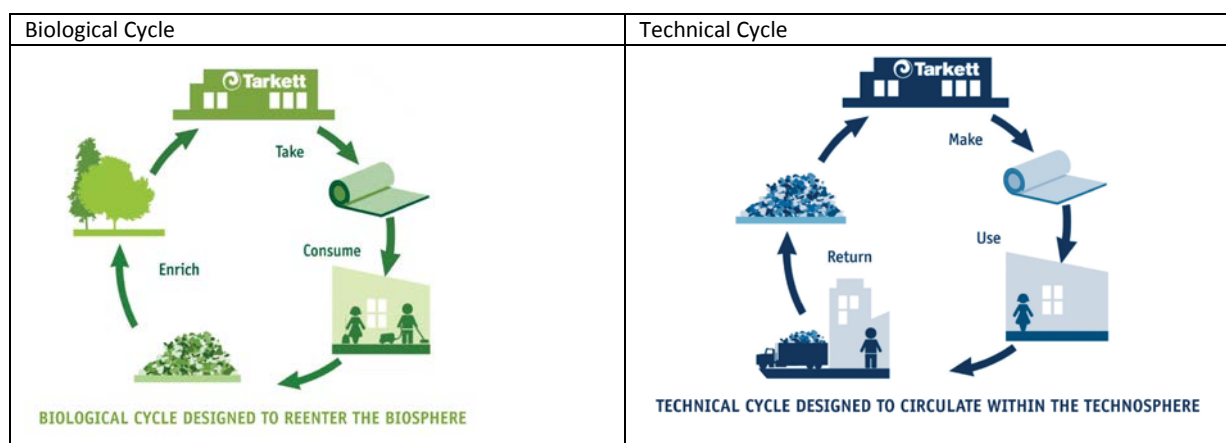 Biological Cycle
Technical Cycle
Tarkett
Take
Consume
Enrich
BIOLOGICAL CYCLE DESIGNED TO REENTER THE BIOSPHERE
Tarkett
Make
Use
Return
TECHNICAL CYCLE DESIGNED TO CIRCULATE WITHIN THE TECHNOSPHERE